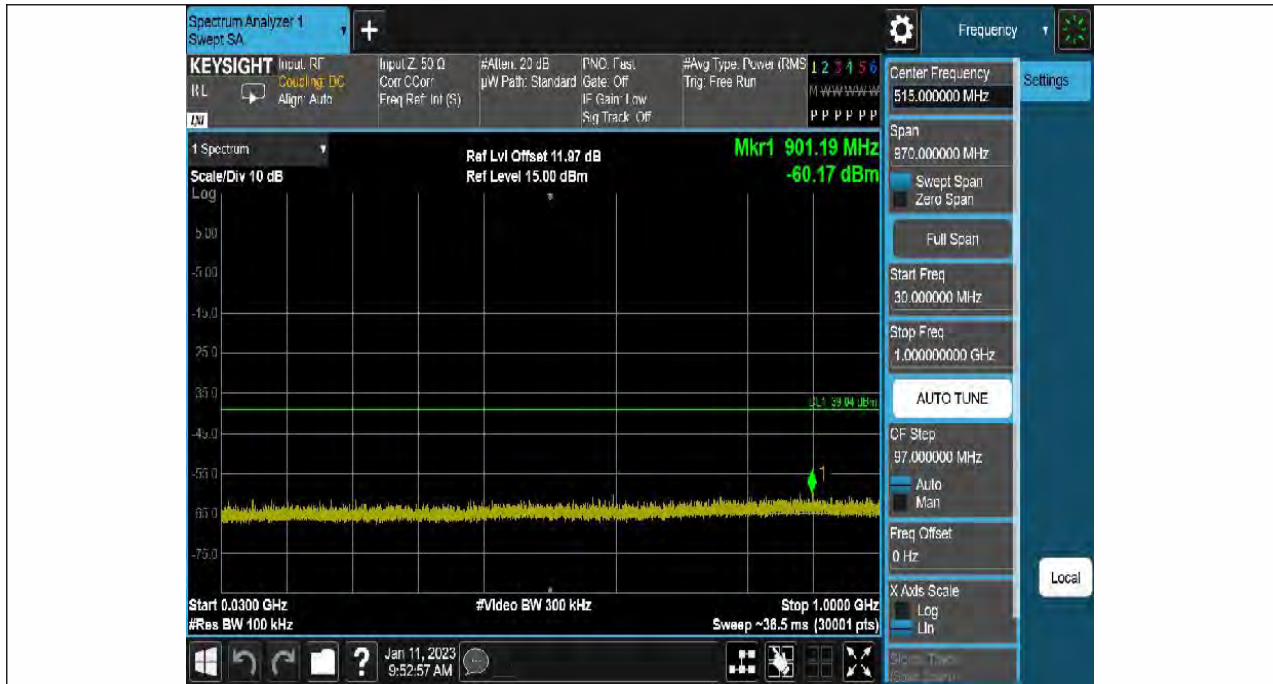 Spectrum Analyzer 1
Swept SA
+
Frequency
KEYSIGHT
RL
LXI
Input: RF
Coupling: DC
Align: Auto
Input Z: 50 Ω
Corr CCorr
Freq Ref: Int (S)
#Atten: 20 dB
µW Path: Standard
PNO: Fast
Gate: Off
IF Gain: Low
Sig Track: Off
#Avg Type: Power (RMS
Trig: Free Run
1 2 3 4 5 6
M W W W W W
P P P P P P
1 Spectrum
Scale/Div 10 dB
Log
Ref Lvl Offset 11.97 dB
Ref Level 15.00 dBm
Mkr1 901.19 MHz
-60.17 dBm
5.00
-5.00
-15.0
-25.0
-35.0
DL1 -39.04 dBm
-45.0
-55.0
1
-65.0
-75.0
Start 0.0300 GHz
#Res BW 100 kHz
#Video BW 300 kHz
Stop 1.0000 GHz
Sweep ~36.5 ms (30001 pts)
Center Frequency
515.000000 MHz
Settings
Span
970.000000 MHz
Swept Span
Zero Span
Full Span
Start Freq
30.000000 MHz
Stop Freq
1.000000000 GHz
AUTO TUNE
CF Step
97.000000 MHz
Auto
Man
Freq Offset
0 Hz
X Axis Scale
Log
Lin
Local
?
Jan 11, 2023
9:52:57 AM